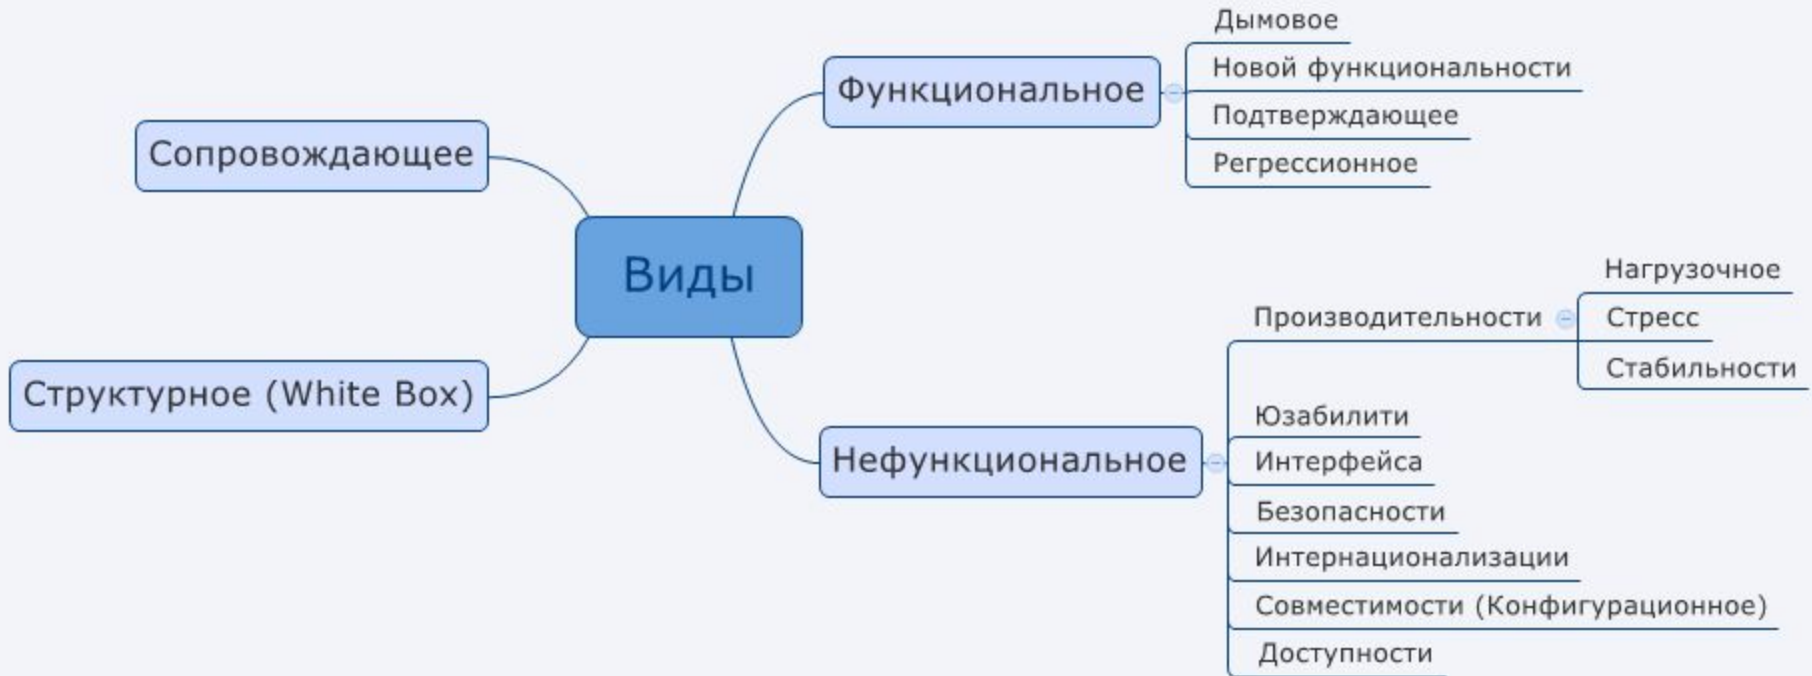 Виды
Функциональное
Дымовое
Новой функциональности
Подтверждающее
Регрессионное
Нефункциональное
Производительности
Нагрузочное
Стресс
Стабильности
Юзабилити
Интерфейса
Безопасности
Интернационализации
Совместимости (Конфигурационное)
Доступности
Сопровождающее
Структурное (White Box)